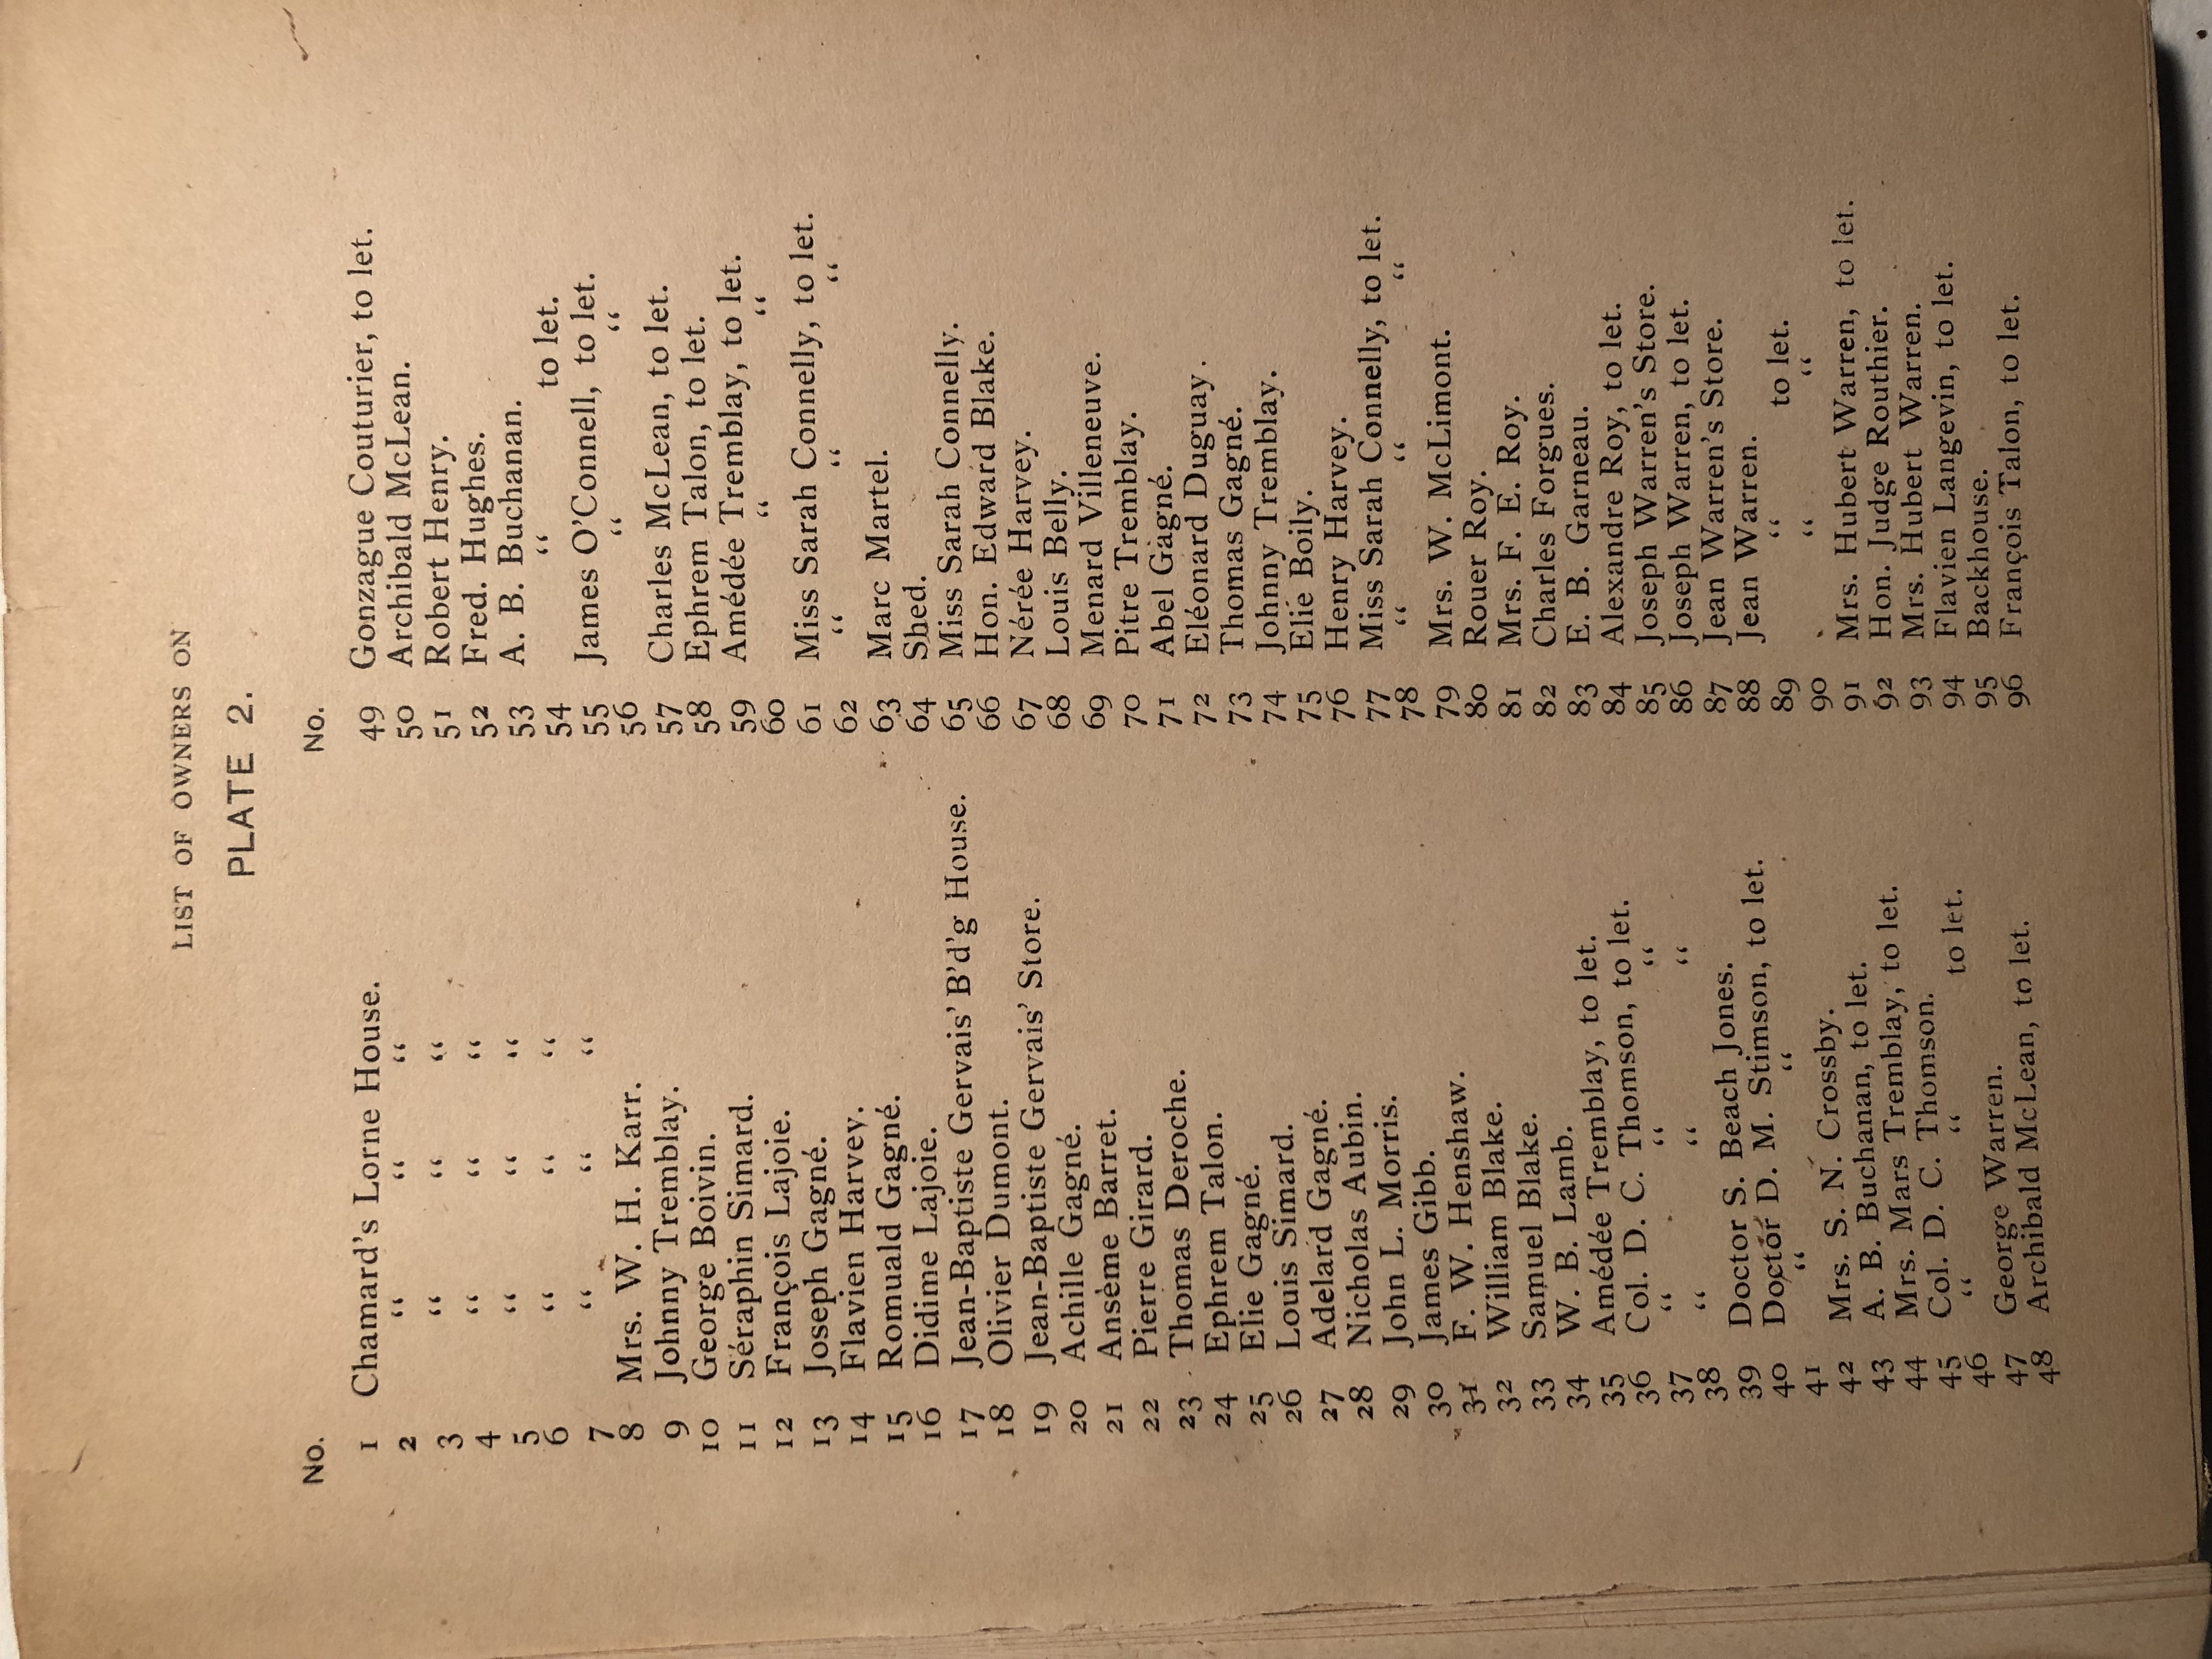 LIST OF OWNERS ON
PLATE 2.
No.
1 Chamard's Lorne House.
2 “ “ “
3 “ “ “
4 “ “ “
5 “ “ “
6 “ “ “
7 “ “ “
8 Mrs. W. H. Karr.
9 Johnny Tremblay.
10 George Boivin.
11 Séraphin Simard.
12 François Lajoie.
13 Joseph Gagné.
14 Flavien Harvey.
15 Romuald Gagné.
16 Didime Lajoie.
17 Jean-Baptiste Gervais' B'd'g House.
18 Olivier Dumont.
19 Jean-Baptiste Gervais' Store.
20 Achille Gagné.
21 Ansème Barret.
22 Pierre Girard.
23 Thomas Deroche.
24 Ephrem Talon.
25 Elie Gagné.
26 Louis Simard.
27 Adelard Gagné.
28 Nicholas Aubin.
29 John L. Morris.
30 James Gibb.
31 F. W. Henshaw.
32 William Blake.
33 Samuel Blake.
34 W. B. Lamb.
35 Amédée Tremblay, to let.
36 Col. D. C. Thomson, to let.
37 “ “ “
38 “ “ “
39 Doctor S. Beach Jones.
40 Doctor D. M. Stimson, to let.
41 “ “
42 Mrs. S. N. Crossby.
43 A. B. Buchanan, to let.
44 Mrs. Mars Tremblay, to let.
45 Col. D. C. Thomson.
46 “ “ to let.
47 George Warren.
48 Archibald McLean, to let.
No.
49 Gonzague Couturier, to let.
50 Archibald McLean.
51 Robert Henry.
52 Fred. Hughes.
53 A. B. Buchanan.
54 “ to let.
55 James O'Connell, to let.
56 “ “
57 Charles McLean, to let.
58 Ephrem Talon, to let.
59 Amédée Tremblay, to let.
60 “ “
61 Miss Sarah Connelly, to let.
62 “ “ “
63 Marc Martel.
64 Shed.
65 Miss Sarah Connelly.
66 Hon. Edward Blake.
67 Nérée Harvey.
68 Louis Belly.
69 Menard Villeneuve.
70 Pitre Tremblay.
71 Abel Gagné.
72 Eléonard Duguay.
73 Thomas Gagné.
74 Johnny Tremblay.
75 Elie Boily.
76 Henry Harvey.
77 Miss Sarah Connelly, to let.
78 “ “ “
79 Mrs. W. McLimont.
80 Rouer Roy.
81 Mrs. F. E. Roy.
82 Charles Forgues.
83 E. B. Garneau.
84 Alexandre Roy, to let.
85 Joseph Warren's Store.
86 Joseph Warren, to let.
87 Jean Warren's Store.
88 Jean Warren.
89 “ to let.
90 “ “
91 Mrs. Hubert Warren, to let.
92 Hon. Judge Routhier.
93 Mrs. Hubert Warren.
94 Flavien Langevin, to let.
95 Backhouse.
96 François Talon, to let.